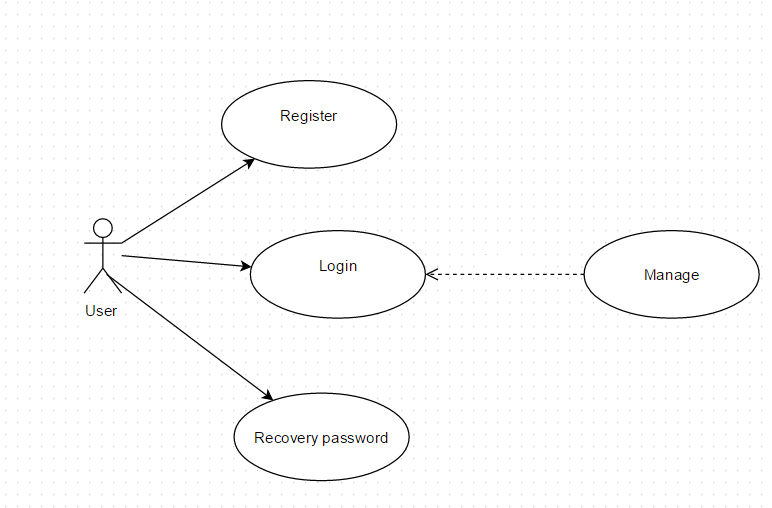 Register
Login
Manage
User
Recovery password